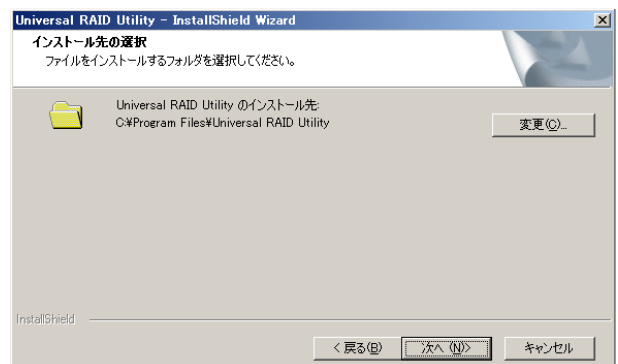 Universal RAID Utility - InstallShield Wizard
インストール先の選択
ファイルをインストールするフォルダを選択してください。
Universal RAID Utility のインストール先:
C:¥Program Files¥Universal RAID Utility
変更(C)...
InstallShield
< 戻る(B)
次へ (N)>
キャンセル